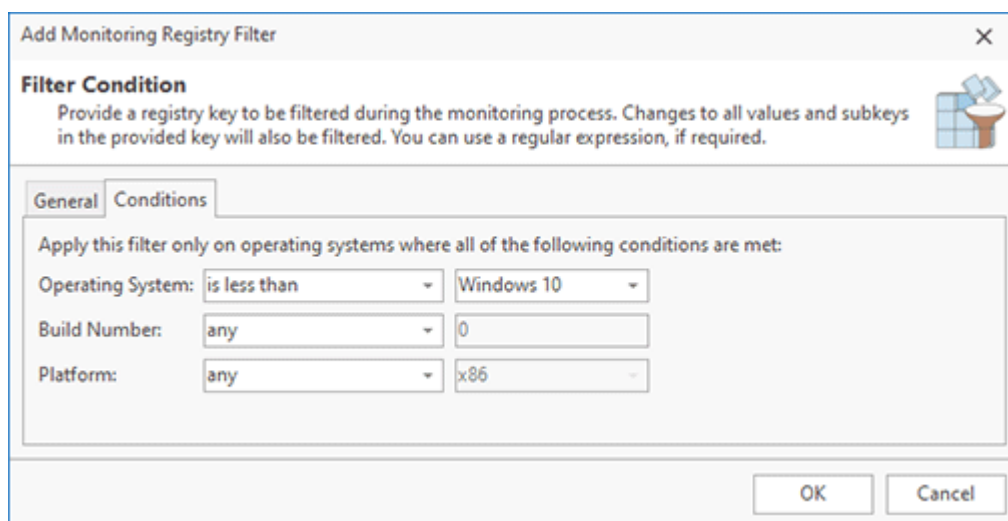 Add Monitoring Registry Filter
Filter Condition
Provide a registry key to be filtered during the monitoring process. Changes to all values and subkeys
in the provided key will also be filtered. You can use a regular expression, if required.
General Conditions
Apply this filter only on operating systems where all of the following conditions are met:
Operating System: is less than Windows 10
Build Number: any 0
Platform: any x86
OK Cancel